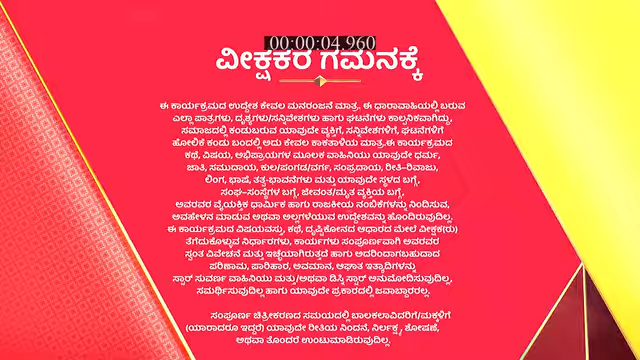 00:00:04.960
ವೀಕ್ಷಕರ ಗಮನಕ್ಕೆ
ಈ ಕಾರ್ಯಕ್ರಮದ ಉದ್ದೇಶ ಕೇವಲ ಮನರಂಜನೆ ಮಾತ್ರ. ಈ ಧಾರಾವಾಹಿಯಲ್ಲಿ ಬರುವ
ಎಲ್ಲಾ ಪಾತ್ರಗಳು, ದೃಶ್ಯಗಳು/ಸನ್ನಿವೇಶಗಳು ಹಾಗು ಘಟನೆಗಳು ಕಾಲ್ಪನಿಕವಾಗಿದ್ದು,
ಸಮಾಜದಲ್ಲಿ ಕಂಡುಬರುವ ಯಾವುದೇ ವ್ಯಕ್ತಿಗೆ, ಸನ್ನಿವೇಶಗಳಿಗೆ, ಘಟನೆಗಳಿಗೆ
ಹೋಲಿಕೆ ಕಂಡು ಬಂದಲ್ಲಿ ಅದು ಕೇವಲ ಕಾಕತಾಳಿಯ ಮಾತ್ರ.ಈ ಕಾರ್ಯಕ್ರಮದ
ಕಥೆ, ವಿಷಯ, ಅಭಿಪ್ರಾಯಗಳ ಮೂಲಕ ವಾಹಿನಿಯು ಯಾವುದೇ ಧರ್ಮ,
ಜಾತಿ, ಸಮುದಾಯ, ಕುಲ/ಪಂಗಡ/ವರ್ಗ, ಸಂಪ್ರದಾಯ, ರೀತಿ-ರಿವಾಜು,
ಲಿಂಗ, ಭಾಷೆ, ತತ್ವ-ಭಾವನೆಗಳು ಮತ್ತು ಯಾವುದೇ ಸ್ಥಳದ ಬಗ್ಗೆ,
ಸಂಘ-ಸಂಸ್ಥೆಗಳ ಬಗ್ಗೆ, ಜೀವಂತ/ಮೃತ ವ್ಯಕ್ತಿಯ ಬಗ್ಗೆ,
ಅವರವರ ವೈಯಕ್ತಿಕ ಧಾರ್ಮಿಕ ಹಾಗು ರಾಜಕೀಯ ನಂಬಿಕೆಗಳನ್ನು ನಿಂದಿಸುವ,
ಅವಹೇಳನ ಮಾಡುವ ಅಥವಾ ಅಲ್ಲಗಳೆಯುವ ಉದ್ದೇಶವನ್ನು ಹೊಂದಿರುವುದಿಲ್ಲ.
ಈ ಕಾರ್ಯಕ್ರಮದ ವಿಷಯವಸ್ತು, ಕಥೆ, ದೃಷ್ಟಿಕೋನದ ಆಧಾರದ ಮೇಲೆ ವೀಕ್ಷಕ(ರು)
ತೆಗೆದುಕೊಳ್ಳುವ ನಿರ್ಧಾರಗಳು, ಕಾರ್ಯಗಳು ಸಂಪೂರ್ಣವಾಗಿ ಅವರವರ
ಸ್ವಂತ ವಿವೇಚನೆ ಮತ್ತು ಇಚ್ಛೆಯಾಗಿರುತ್ತದೆ ಹಾಗು ಅದರಿಂದಾಗಬಹುದಾದ
ಪರಿಣಾಮ, ಪಾರಿಹಾರ, ಅವಮಾನ, ಆಘಾತ ಇತ್ಯಾದಿಗಳನ್ನು
ಸ್ಟಾರ್ ಸುವರ್ಣ ವಾಹಿನಿಯು ಮತ್ತು/ಅಥವಾ ಡಿಸ್ನಿ ಸ್ಟಾರ್ ಅನುಮೋದಿಸುವುದಿಲ್ಲ,
ಸಮರ್ಥಿಸುವುದಿಲ್ಲ ಹಾಗು ಯಾವುದೇ ಪ್ರಕಾರದಲ್ಲಿ ಜವಾಬ್ದಾರರಲ್ಲ.
ಸಂಪೂರ್ಣ ಚಿತ್ರೀಕರಣದ ಸಮಯದಲ್ಲಿ ಬಾಲಕಲಾವಿದರಿಗೆ/ಮಕ್ಕಳಿಗೆ
(ಯಾರಾದರೂ ಇದ್ದರೆ) ಯಾವುದೇ ರೀತಿಯ ನಿಂದನೆ, ನಿರ್ಲಕ್ಷ್ಯ, ಶೋಷಣೆ,
ಅಥವಾ ತೊಂದರೆ ಉಂಟುಮಾಡಿರುವುದಿಲ್ಲ.